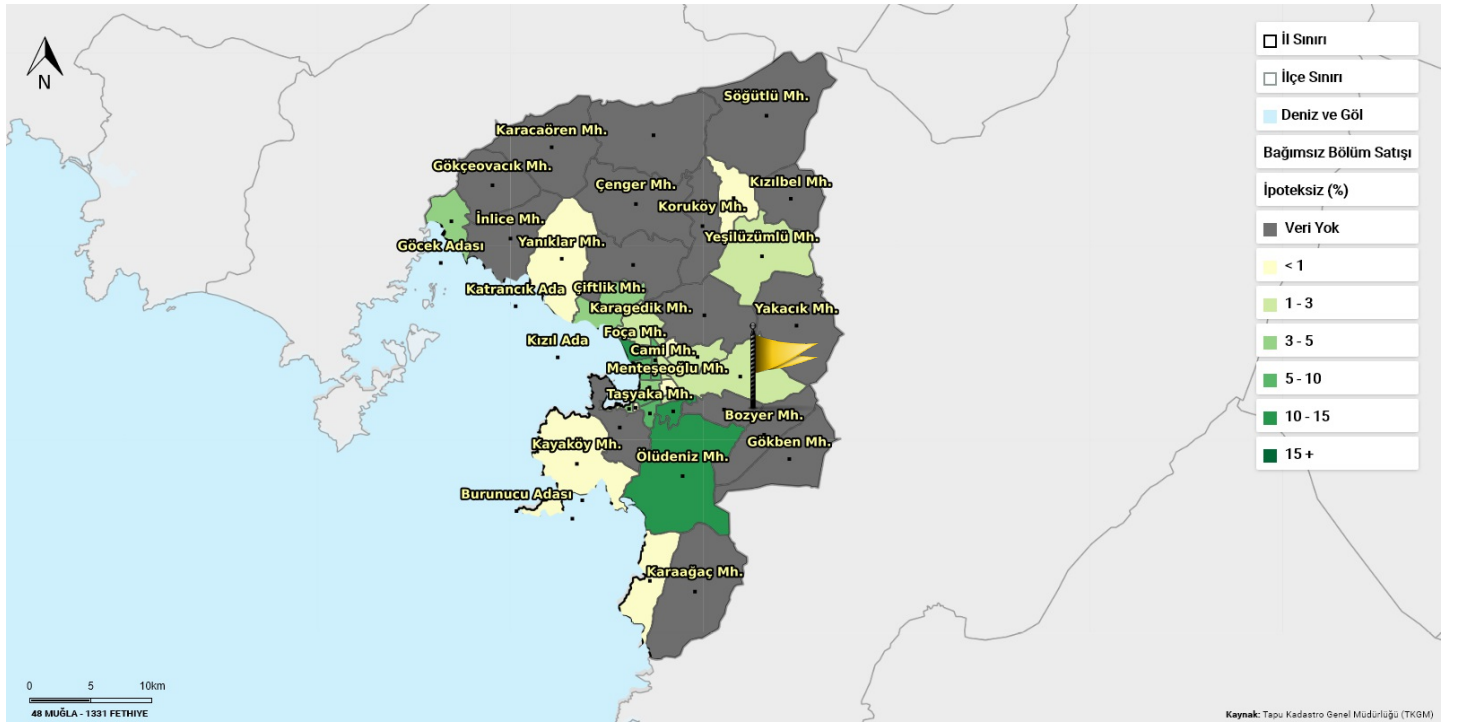 N
Söğütlü Mh.
Karacaören Mh.
Gökçeovacık Mh.
Çenger Mh.
Kızılbel Mh.
Koruköy Mh.
İnlice Mh.
Yanıklar Mh.
Yeşilüzümlü Mh.
Göcek Adası
Katrancık Ada
Çiftlik Mh.
Karagedik Mh.
Yakacık Mh.
Foça Mh.
Kızıl Ada
Cami Mh.
Menteşeoğlu Mh.
Taşyaka Mh.
Bozyer Mh.
Kayaköy Mh.
Gökben Mh.
Ölüdeniz Mh.
Burunucu Adası
Karaağaç Mh.
İl Sınırı
İlçe Sınırı
Deniz ve Göl
Bağımsız Bölüm Satışı
İpoteksiz (%)
Veri Yok
< 1
1 - 3
3 - 5
5 - 10
10 - 15
15 +
0 5 10km
48 MUĞLA - 1331 FETHIYE
Kaynak: Tapu Kadastro Genel Müdürlüğü (TKGM)